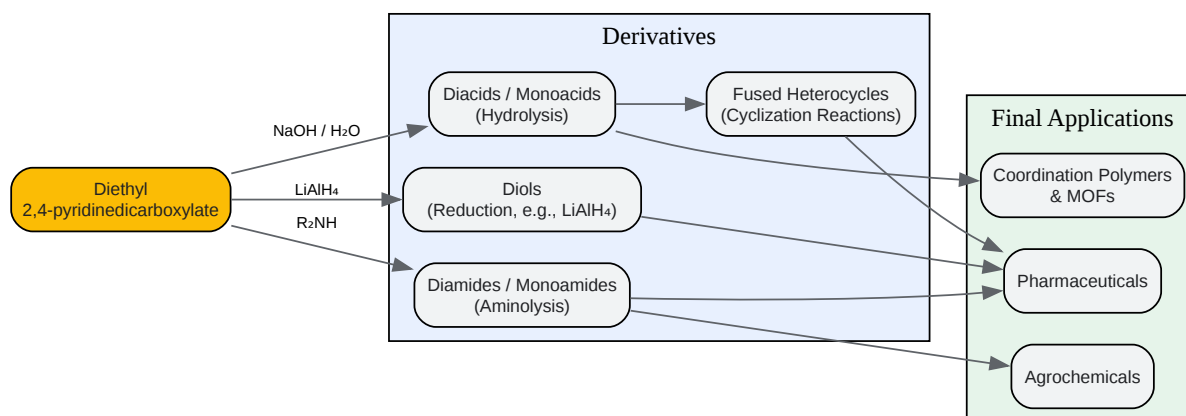 Derivatives
Diacids / Monoacids
(Hydrolysis)
Fused Heterocycles
(Cyclization Reactions)
Final Applications
NaOH / H₂O
Diethyl
2,4-pyridinedicarboxylate
LiAlH₄
Diols
(Reduction, e.g., LiAlH₄)
Coordination Polymers
& MOFs
R₂NH
Diamides / Monoamides
(Aminolysis)
Pharmaceuticals
Agrochemicals